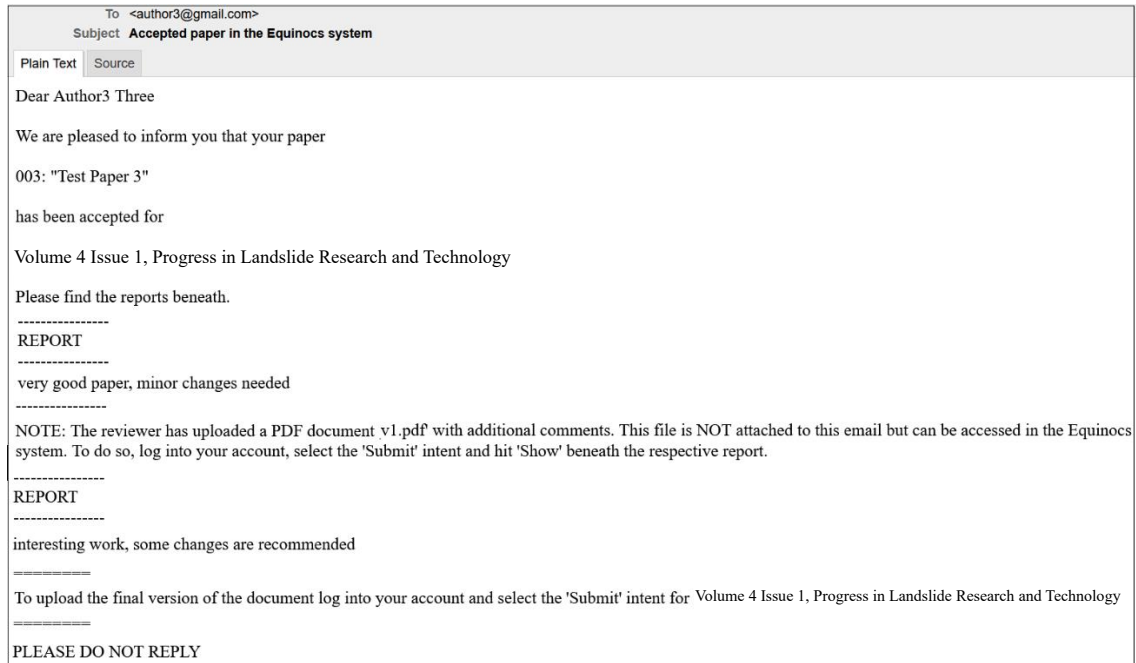 To <author3@gmail.com>
Subject Accepted paper in the Equinocs system
Plain Text Source
Dear Author3 Three
We are pleased to inform you that your paper
003: "Test Paper 3"
has been accepted for
Volume 4 Issue 1, Progress in Landslide Research and Technology
Please find the reports beneath.
----------------
REPORT
----------------
very good paper, minor changes needed
----------------
NOTE: The reviewer has uploaded a PDF document v1.pdf' with additional comments. This file is NOT attached to this email but can be accessed in the Equinocs
system. To do so, log into your account, select the 'Submit' intent and hit 'Show' beneath the respective report.
----------------
REPORT
----------------
interesting work, some changes are recommended
========
To upload the final version of the document log into your account and select the 'Submit' intent for Volume 4 Issue 1, Progress in Landslide Research and Technology
========
PLEASE DO NOT REPLY